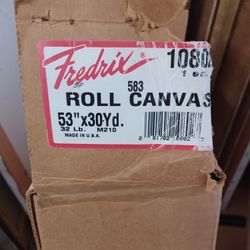 Fredrix® 1080
583
ROLL CANVAS
53"x30Yd.
32 Lb. M210
MADE IN U.S.A.